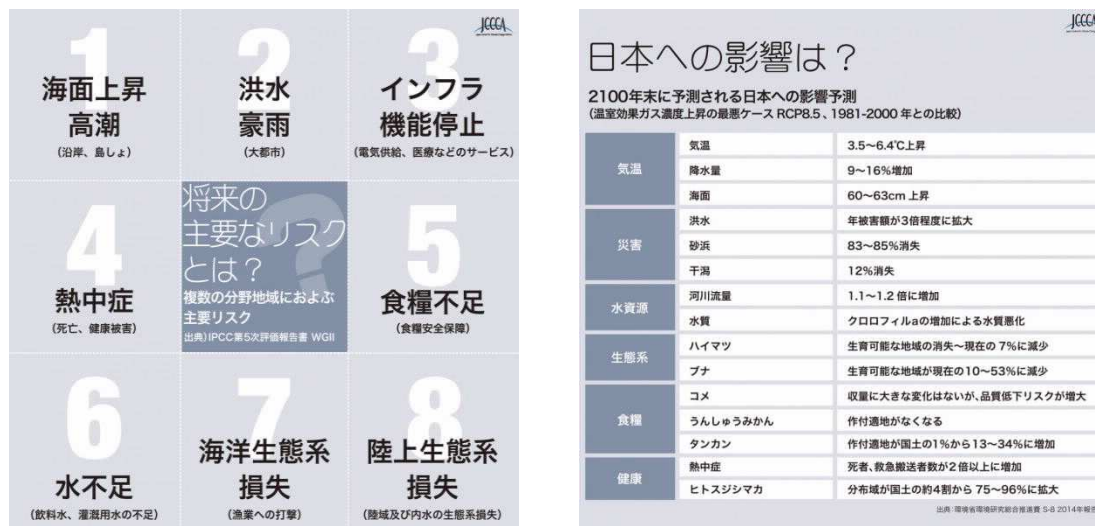 JCCCA
1
海面上昇
高潮
(沿岸、島しょ)
2
洪水
豪雨
(大都市)
3
インフラ
機能停止
(電気供給、医療などのサービス)
4
熱中症
(死亡、健康被害)
将来の
主要なリスク
とは？
複数の分野地域におよぶ
主要リスク
出典)IPCC第5次評価報告書 WGII
5
食糧不足
(食糧安全保障)
6
水不足
(飲料水、灌漑用水の不足)
7
海洋生態系
損失
(漁業への打撃)
8
陸上生態系
損失
(陸域及び内水の生態系損失)
JCCCA
日本への影響は？
2100年末に予測される日本への影響予測
(温室効果ガス濃度上昇の最悪ケース RCP8.5、1981-2000 年との比較)
気温
気温 3.5～6.4℃上昇
降水量 9～16%増加
海面 60～63cm 上昇
災害
洪水 年被害額が3倍程度に拡大
砂浜 83～85%消失
干潟 12%消失
水資源
河川流量 1.1～1.2 倍に増加
水質 クロロフィルaの増加による水質悪化
生態系
ハイマツ 生育可能な地域の消失～現在の 7%に減少
ブナ 生育可能な地域が現在の10～53%に減少
食糧
コメ 収量に大きな変化はないが、品質低下リスクが増大
うんしゅうみかん 作付適地がなくなる
タンカン 作付適地が国土の1%から13～34%に増加
健康
熱中症 死者、救急搬送者数が2倍以上に増加
ヒトスジシマカ 分布域が国土の約4割から 75～96%に拡大
出典:環境省環境研究総合推進費 S-8 2014年報告